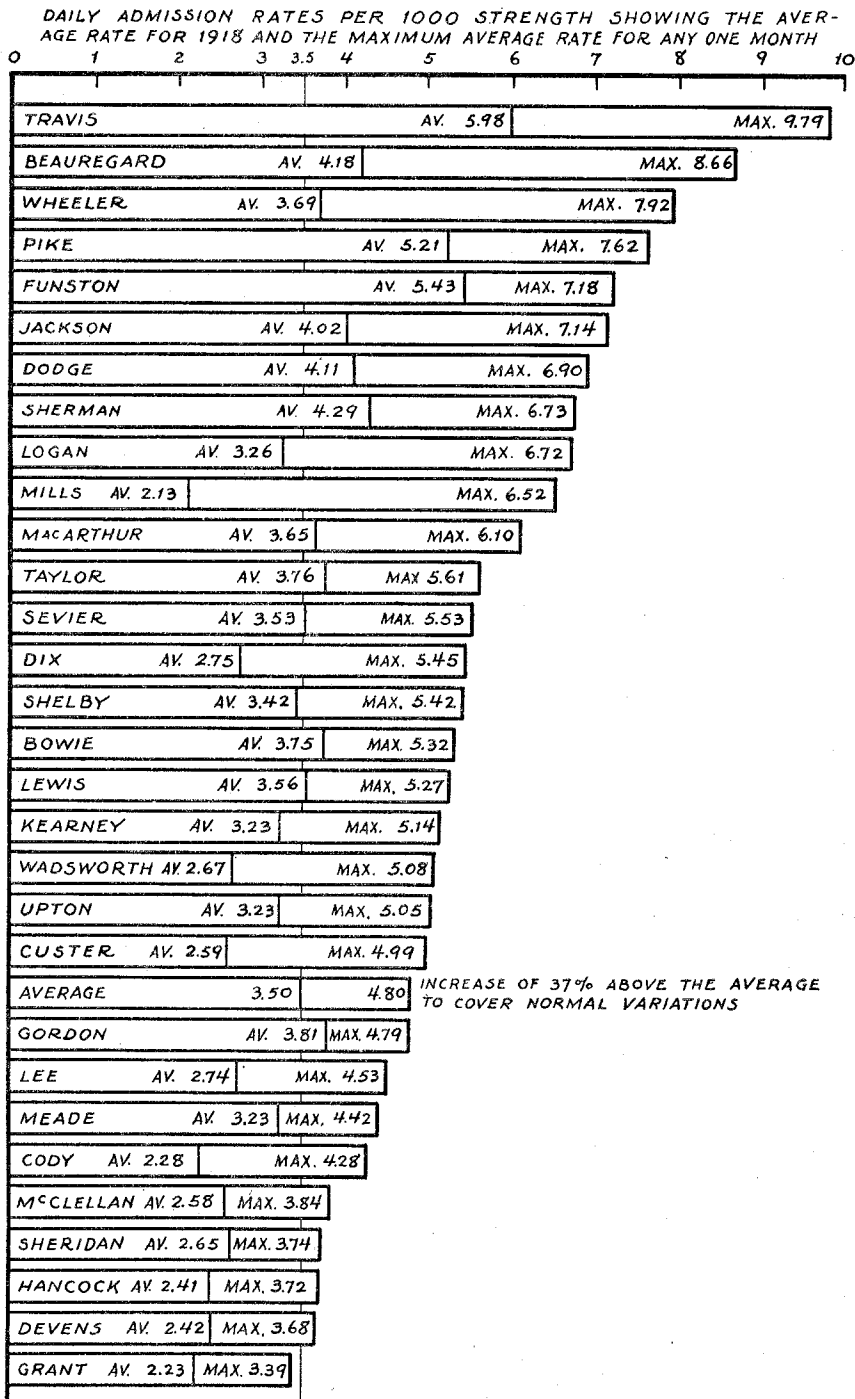 DAILY ADMISSION RATES PER 1000 STRENGTH SHOWING THE AVER-
AGE RATE FOR 1918 AND THE MAXIMUM AVERAGE RATE FOR ANY ONE MONTH
0 1 2 3 3.5 4 5 6 7 8 9 10
TRAVIS AV. 5.98 MAX. 9.79
BEAUREGARD AV. 4.18 MAX. 8.66
WHEELER AV. 3.69 MAX. 7.92
PIKE AV. 5.21 MAX. 7.62
FUNSTON AV. 5.43 MAX. 7.18
JACKSON AV. 4.02 MAX. 7.14
DODGE AV. 4.11 MAX. 6.90
SHERMAN AV. 4.29 MAX. 6.73
LOGAN AV. 3.26 MAX. 6.72
MILLS AV. 2.13 MAX. 6.52
MACARTHUR AV. 3.65 MAX. 6.10
TAYLOR AV. 3.76 MAX 5.61
SEVIER AV. 3.53 MAX. 5.53
DIX AV. 2.75 MAX. 5.45
SHELBY AV. 3.42 MAX. 5.42
BOWIE AV. 3.75 MAX. 5.32
LEWIS AV. 3.56 MAX. 5.27
KEARNEY AV. 3.23 MAX. 5.14
WADSWORTH AV. 2.67 MAX. 5.08
UPTON AV. 3.23 MAX. 5.05
CUSTER AV. 2.59 MAX. 4.99
AVERAGE 3.50 4.80 INCREASE OF 37% ABOVE THE AVERAGE
TO COVER NORMAL VARIATIONS
GORDON AV. 3.81 MAX. 4.79
LEE AV. 2.74 MAX. 4.53
MEADE AV. 3.23 MAX. 4.42
CODY AV. 2.28 MAX. 4.28
MCCLELLAN AV. 2.58 MAX. 3.84
SHERIDAN AV. 2.65 MAX. 3.74
HANCOCK AV. 2.41 MAX. 3.72
DEVENS AV. 2.42 MAX. 3.68
GRANT AV. 2.23 MAX. 3.39